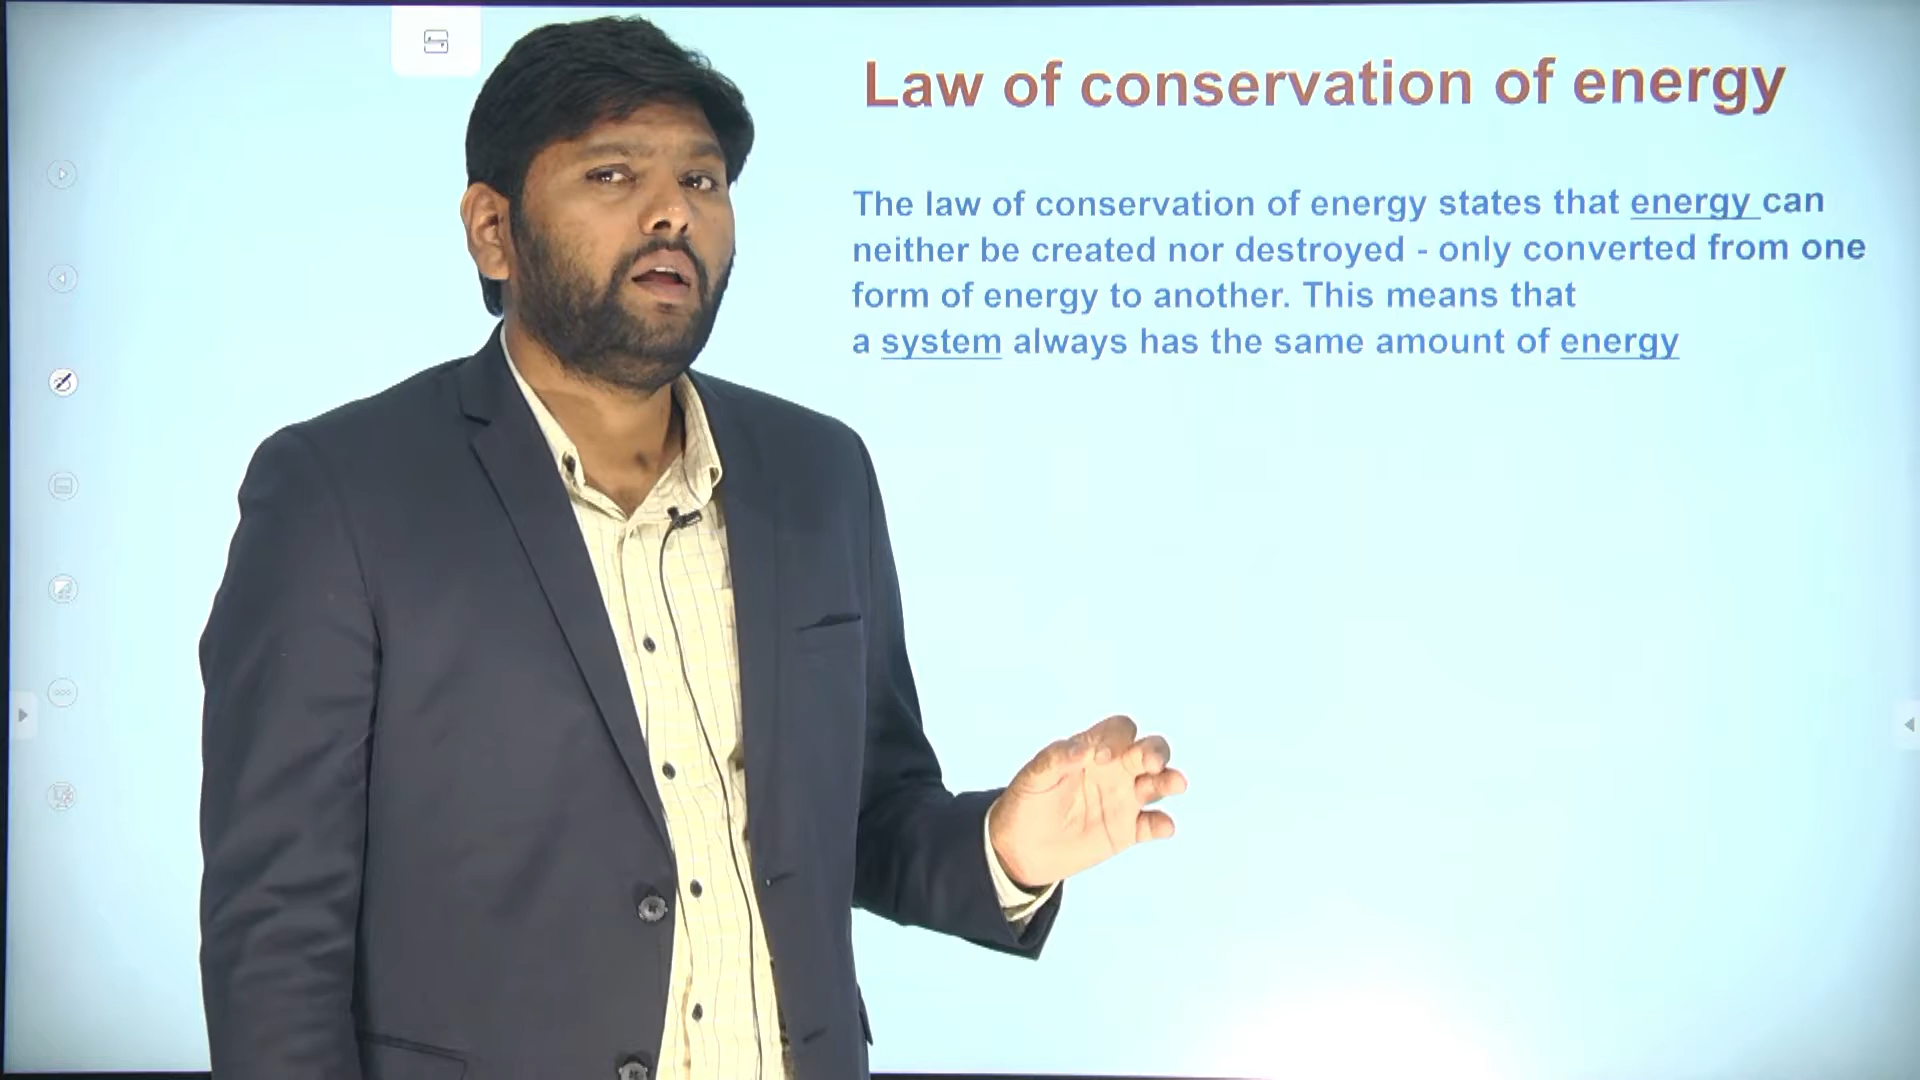 Law of conservation of energy
The law of conservation of energy states that energy can
neither be created nor destroyed - only converted from one
form of energy to another. This means that
a system always has the same amount of energy